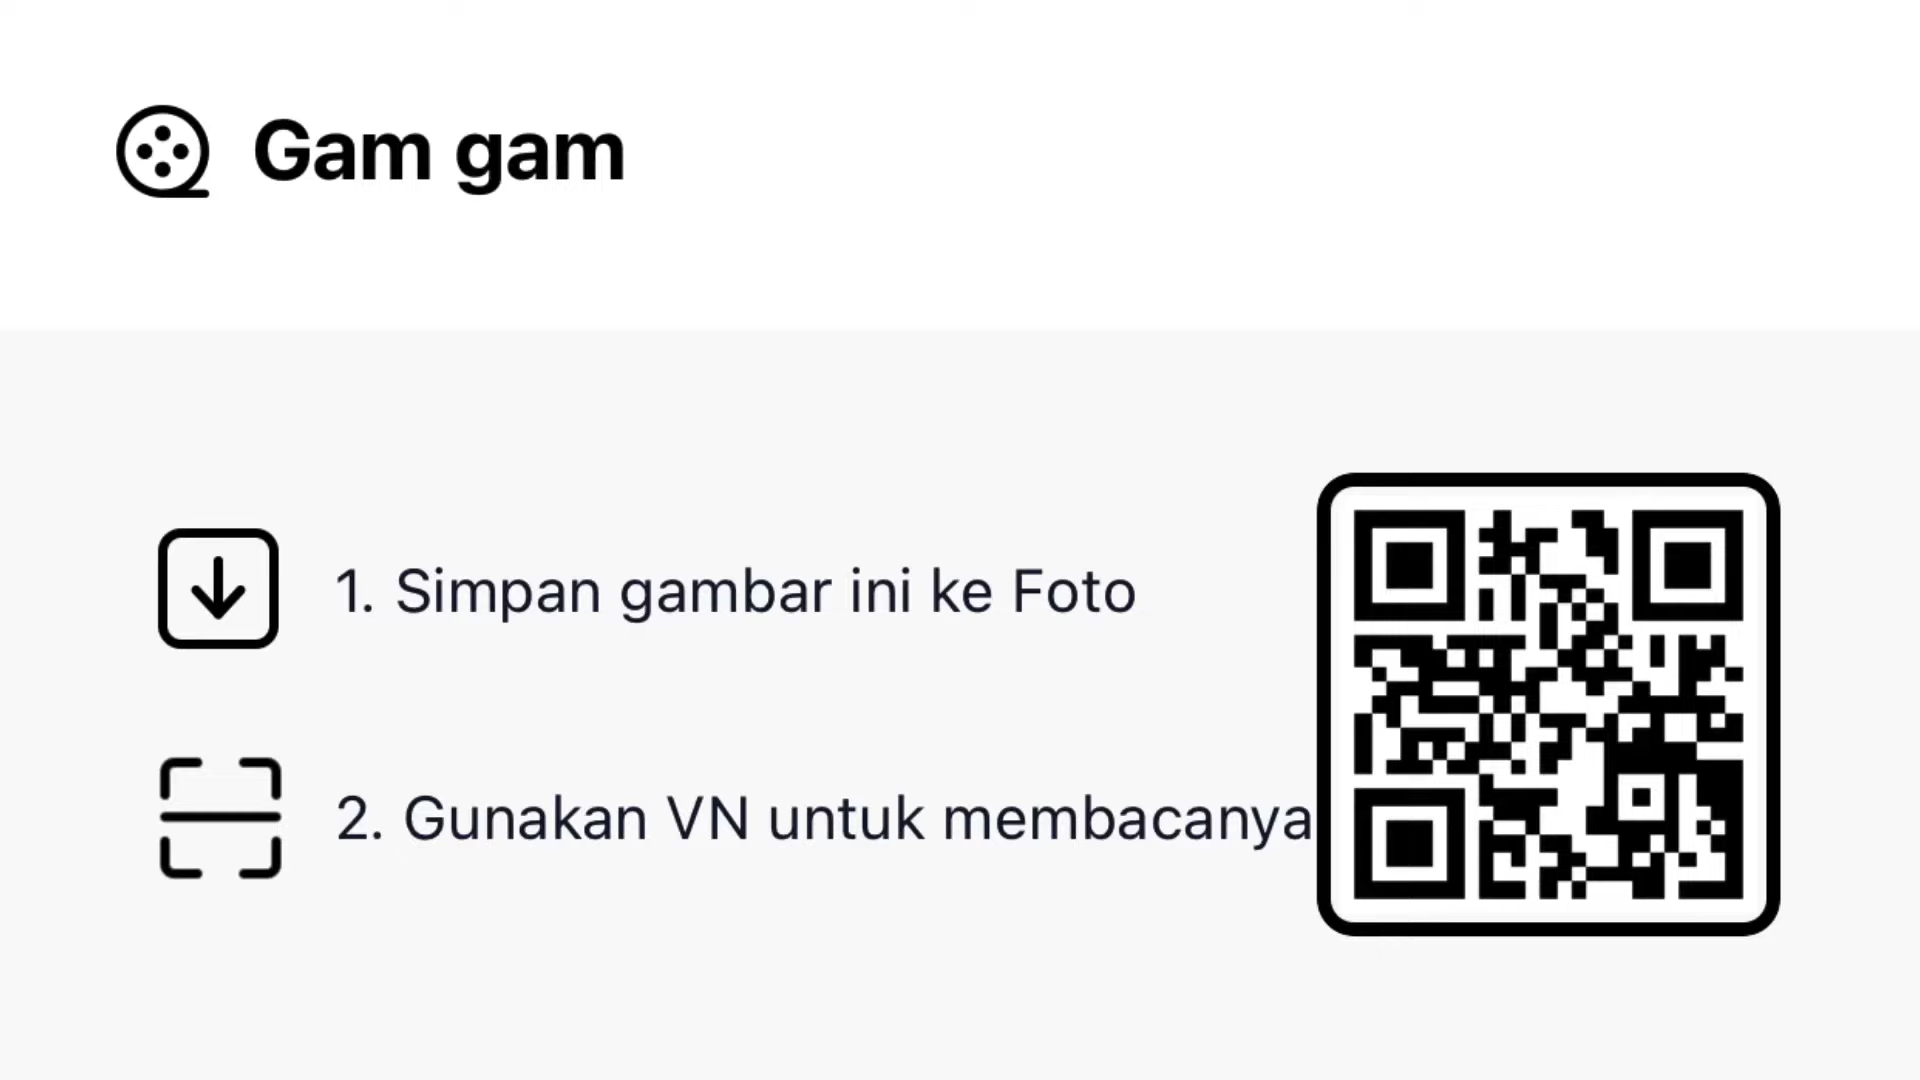 Gam gam
1. Simpan gambar ini ke Foto
2. Gunakan VN untuk membacanya